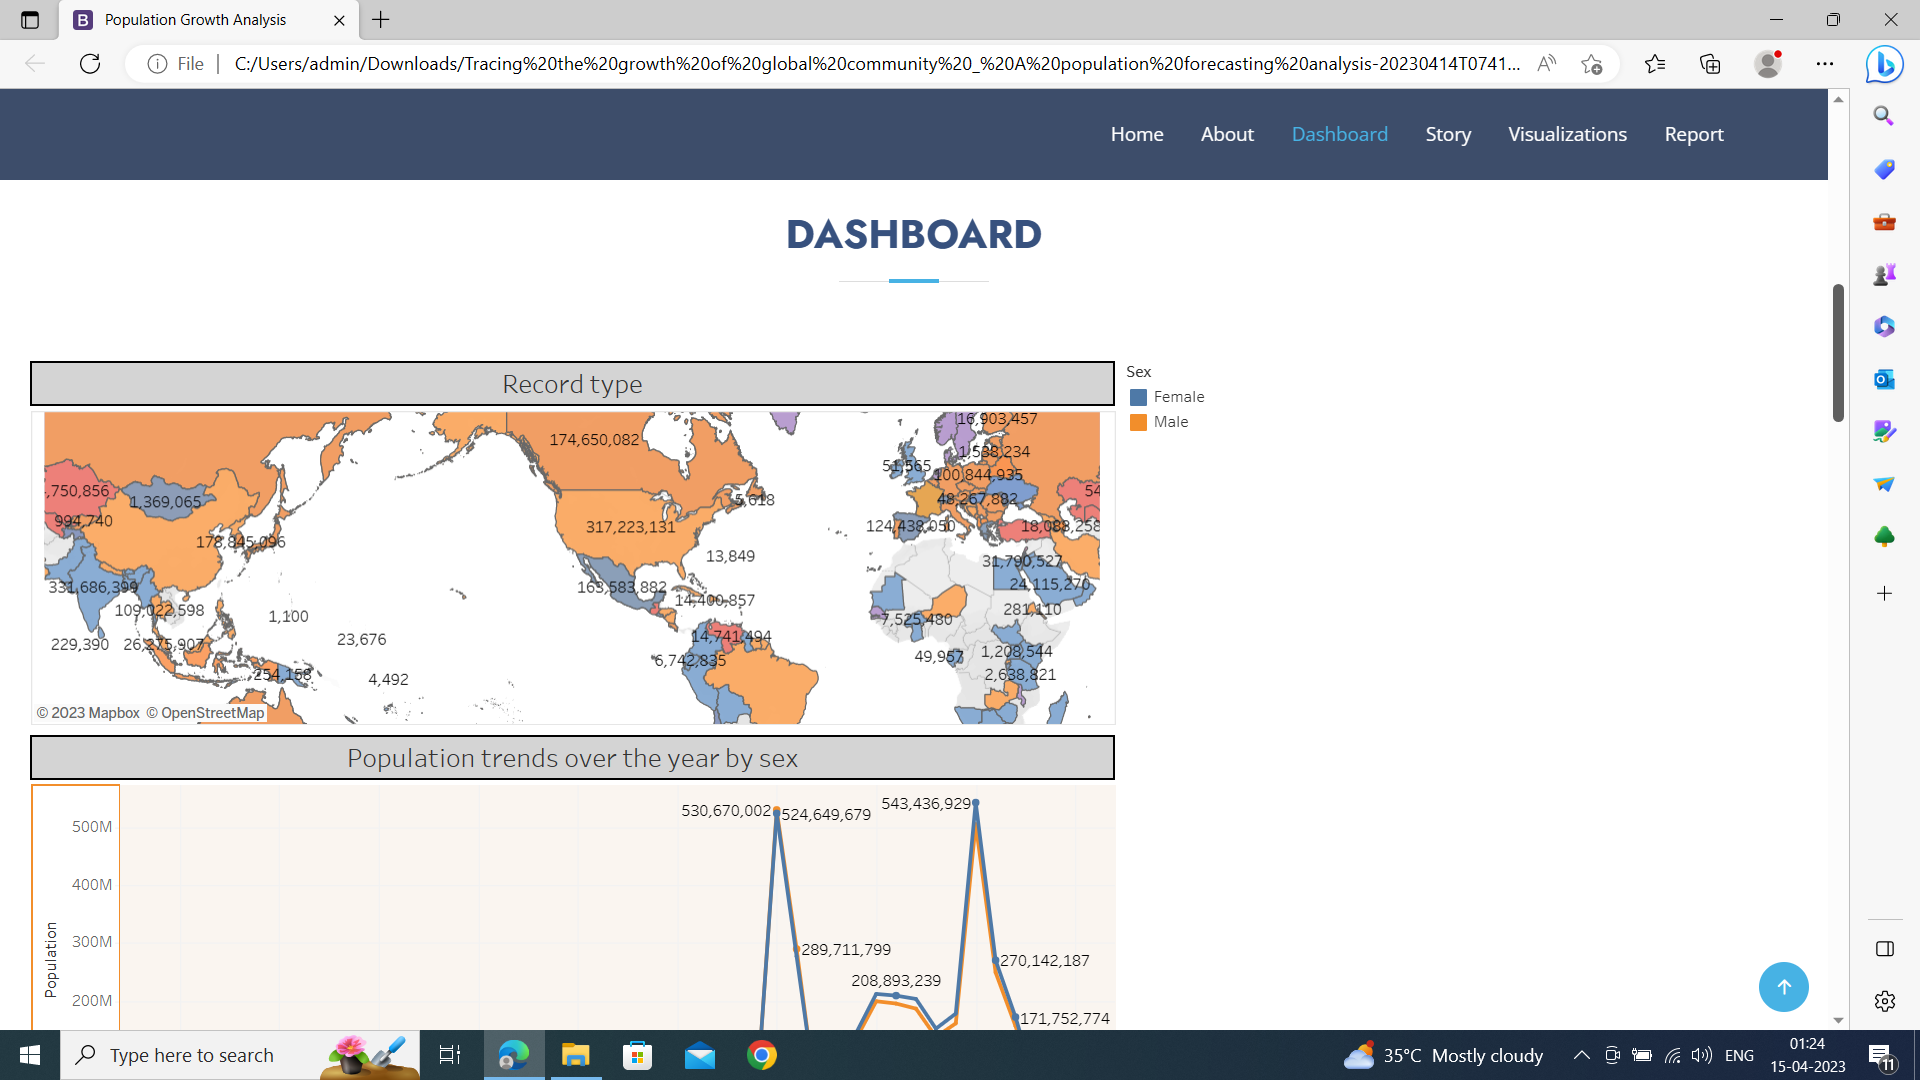 Population Growth Analysis
File
C:/Users/admin/Downloads/Tracing%20the%20growth%20of%20global%20community%20_%20A%20population%20forecasting%20analysis-20230414T0741...
Home About Dashboard Story Visualizations Report
DASHBOARD
Record type
Sex
Female
Male
174,650,082
16,903,457
1,538,234
51,565
100,844,935
,750,856
1,369,065
5,618
48,267,882
54
994,740
317,223,131
124,438,050
18,088,258
178,845,096
13,849
31,790,527
331,686,399
163,583,882
24,115,270
109,022,598
1,100
14,400,857
281,110
7,525,480
229,390
26,275,907
23,676
14,741,494
49,957
1,208,544
6,742,835
254,158
4,492
2,638,821
© 2023 Mapbox © OpenStreetMap
Population trends over the year by sex
530,670,002
524,649,679
543,436,929
500M
400M
300M
200M
Population
289,711,799
270,142,187
208,893,239
171,752,774
Type here to search
35°C Mostly cloudy
ENG
01:24
15-04-2023
11